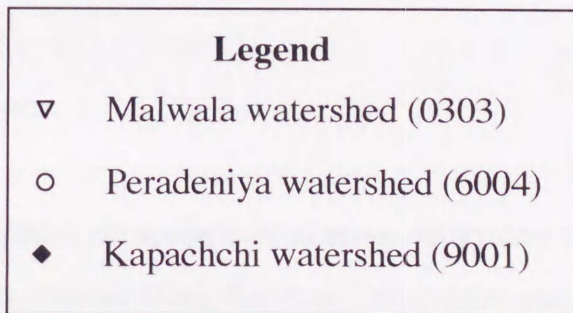 Legend
Malwala watershed (0303)
Peradeniya watershed (6004)
Kapachchi watershed (9001)